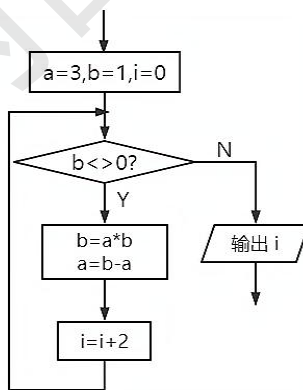 a=3,b=1,i=0
b<>0?
N
Y
b=a*b
a=b-a
输出 i
i=i+2